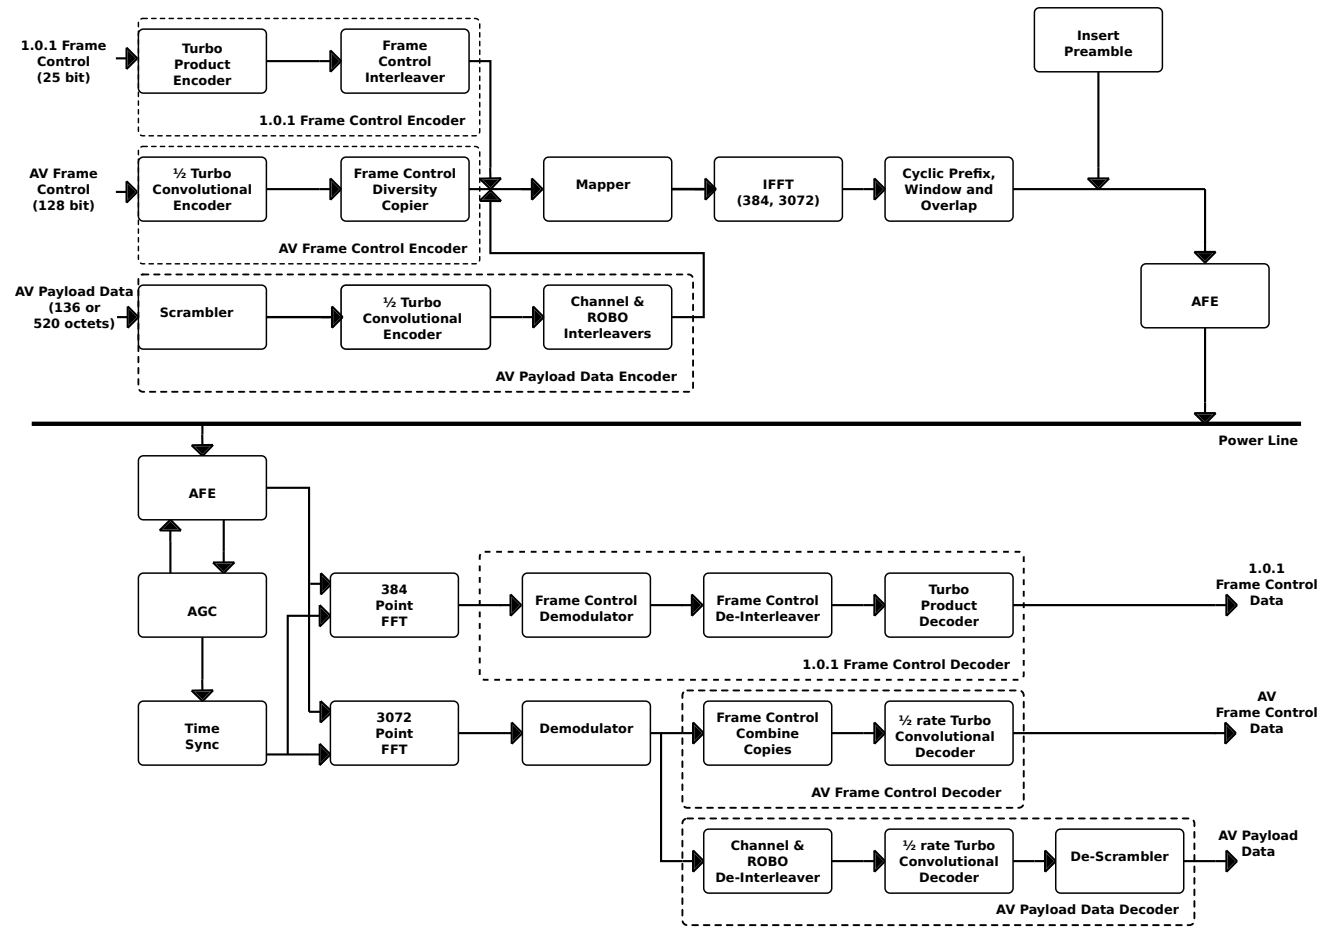 1.0.1 Frame
Control
(25 bit)
Turbo
Product
Encoder
Frame
Control
Interleaver
1.0.1 Frame Control Encoder
Insert
Preamble
AV Frame
Control
(128 bit)
½ Turbo
Convolutional
Encoder
Frame Control
Diversity
Copier
AV Frame Control Encoder
Mapper
IFFT
(384, 3072)
Cyclic Prefix,
Window and
Overlap
AV Payload Data
(136 or
520 octets)
Scrambler
½ Turbo
Convolutional
Encoder
Channel &
ROBO
Interleavers
AV Payload Data Encoder
AFE
Power Line
AFE
AGC
Time
Sync
384
Point
FFT
Frame Control
Demodulator
Frame Control
De-Interleaver
Turbo
Product
Decoder
1.0.1 Frame Control Decoder
1.0.1
Frame Control
Data
3072
Point
FFT
Demodulator
Frame Control
Combine
Copies
½ rate Turbo
Convolutional
Decoder
AV Frame Control Decoder
AV
Frame Control
Data
Channel &
ROBO
De-Interleaver
½ rate Turbo
Convolutional
Decoder
De-Scrambler
AV Payload Data Decoder
AV Payload
Data